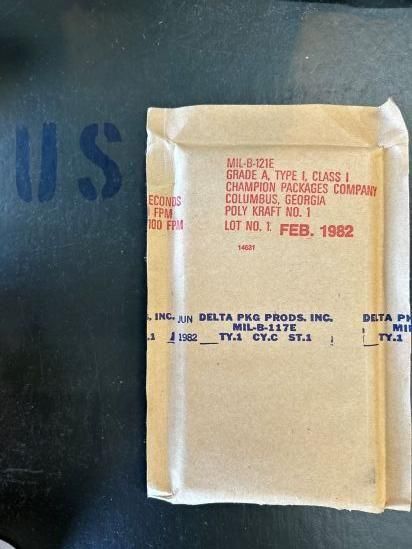 US
MIL-B-121E
GRADE A, TYPE I, CLASS I
CHAMPION PACKAGES COMPANY
COLUMBUS, GEORGIA
POLY KRAFT NO. 1
LOT NO. 1. FEB. 1982
14631
ECONDS
FPM
100 FPM
, INC. JUN DELTA PKG PRODS. INC. DELTA
MIL-B-117E
.1 1982 TY.1 CY.C ST.1 TY.1